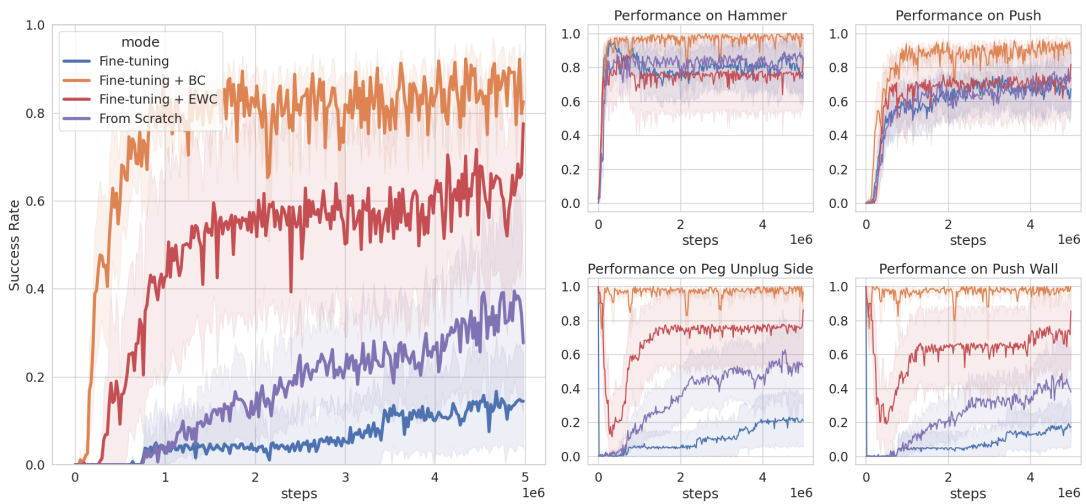 1.0
0.8
0.6
0.4
0.2
0.0
Success Rate
mode
Fine-tuning
Fine-tuning + BC
Fine-tuning + EWC
From Scratch
0 1 2 3 4 5
steps
1e6
Performance on Hammer
1.0
0.8
0.6
0.4
0.2
0.0
0 2 4
steps
1e6
Performance on Push
1.0
0.8
0.6
0.4
0.2
0.0
0 2 4
steps
1e6
Performance on Peg Unplug Side
1.0
0.8
0.6
0.4
0.2
0.0
0 2 4
steps
1e6
Performance on Push Wall
1.0
0.8
0.6
0.4
0.2
0.0
0 2 4
steps
1e6